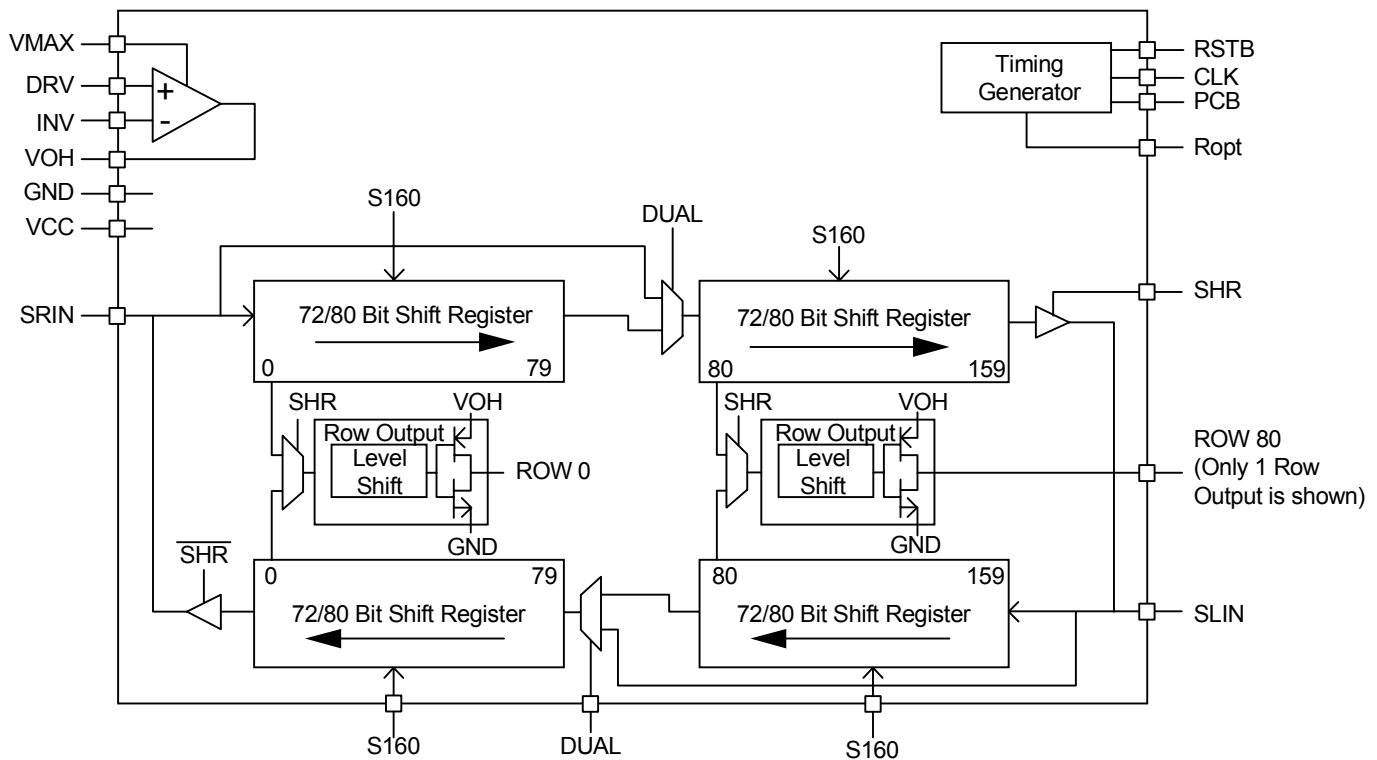 VMAX
DRV
INV
VOH
GND
VCC
SRIN
+
-
Timing
Generator
RSTB
CLK
PCB
Ropt
S160
DUAL
S160
72/80 Bit Shift Register
0
79
72/80 Bit Shift Register
80
159
SHR
SHR
VOH
Row Output
Level
Shift
ROW 0
GND
SHR
VOH
Row Output
Level
Shift
GND
ROW 80
(Only 1 Row
Output is shown)
SHR
0
79
72/80 Bit Shift Register
80
159
72/80 Bit Shift Register
SLIN
S160
DUAL
S160